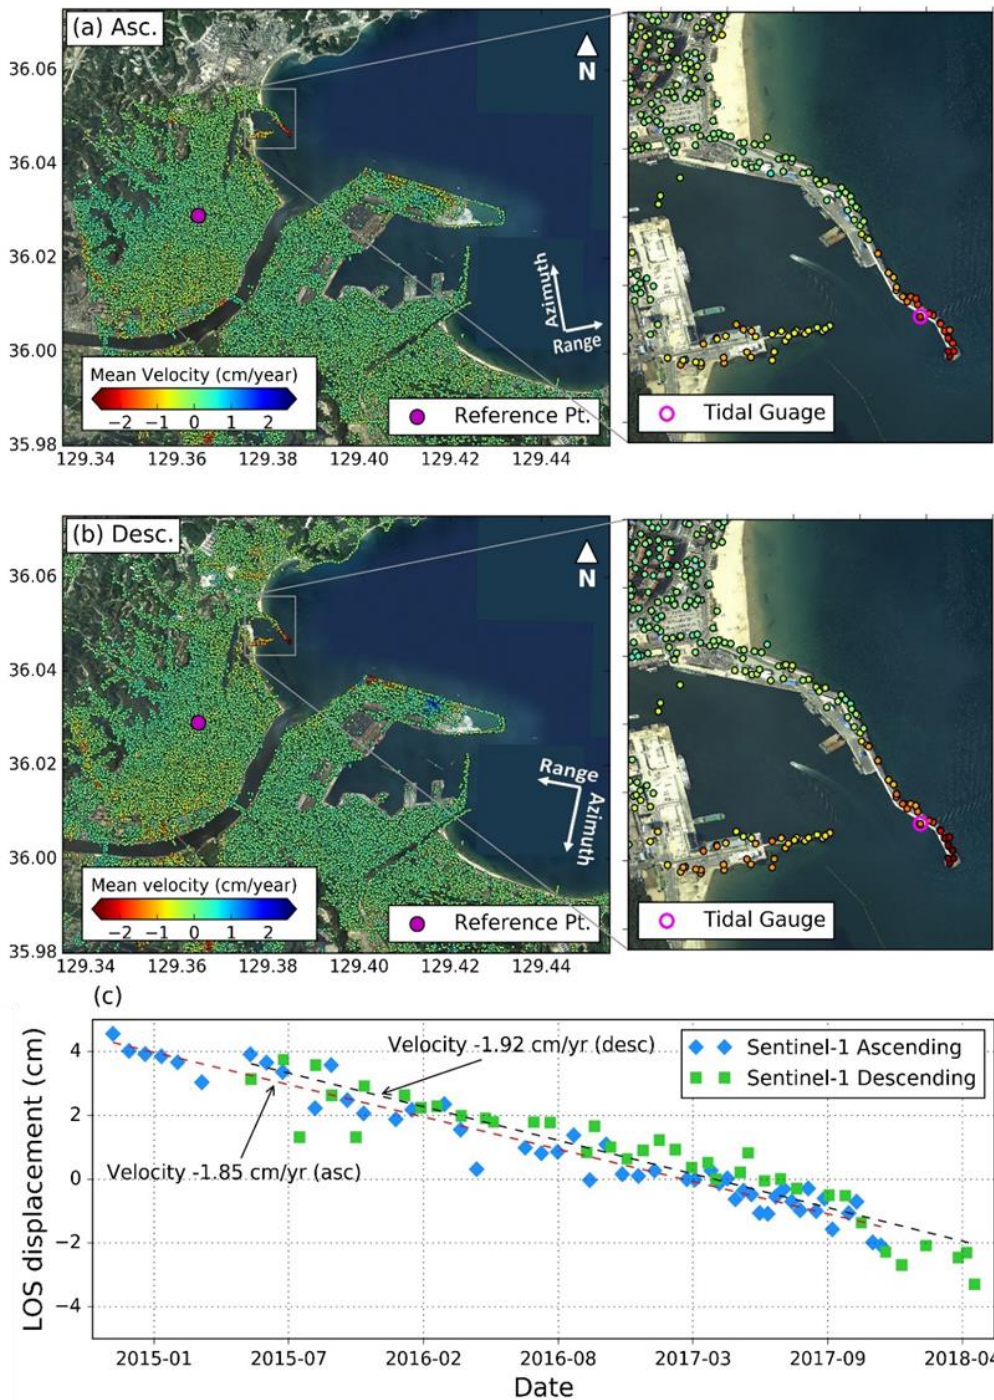 (a) Asc.
N
36.06
36.04
36.02
36.00
35.98
Azimuth
Range
Mean Velocity (cm/year)
−2 −1 0 1 2
Reference Pt.
Tidal Guage
129.34 129.36 129.38 129.40 129.42 129.44
(b) Desc.
N
36.06
36.04
36.02
36.00
35.98
Range
Azimuth
Mean velocity (cm/year)
−2 −1 0 1 2
Reference Pt.
Tidal Gauge
129.34 129.36 129.38 129.40 129.42 129.44
(c)
LOS displacement (cm)
4
2
0
−2
−4
Velocity -1.92 cm/yr (desc)
Velocity -1.85 cm/yr (asc)
Sentinel-1 Ascending
Sentinel-1 Descending
2015-01 2015-07 2016-02 2016-08 2017-03 2017-09 2018-04
Date